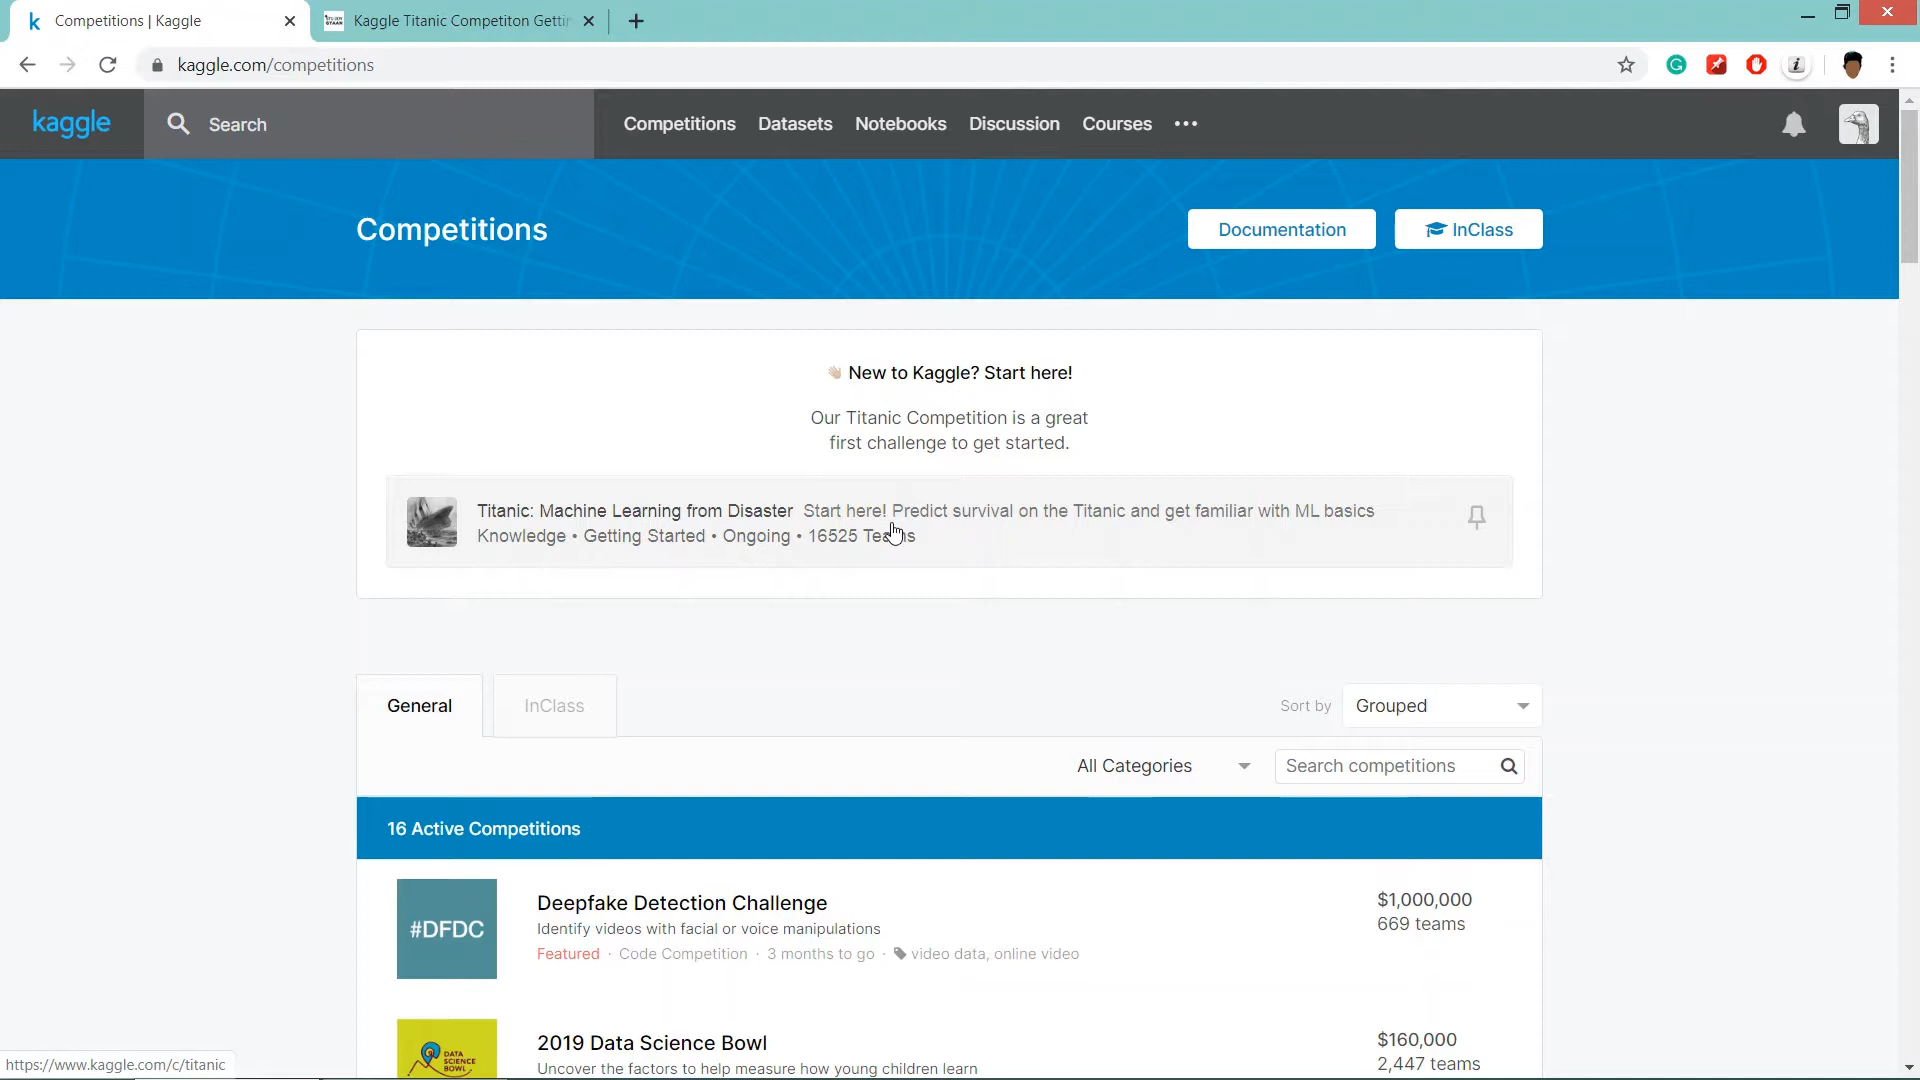 k Competitions | Kaggle
Kaggle Titanic Competiton Getti
kaggle.com/competitions
kaggle
Search
Competitions Datasets Notebooks Discussion Courses
Competitions
Documentation
InClass
👋🏻 New to Kaggle? Start here!
Our Titanic Competition is a great
first challenge to get started.
Titanic: Machine Learning from Disaster Start here! Predict survival on the Titanic and get familiar with ML basics
Knowledge • Getting Started • Ongoing • 16525 Teams
General
InClass
Sort by Grouped
All Categories
Search competitions
16 Active Competitions
#DFDC
Deepfake Detection Challenge
Identify videos with facial or voice manipulations
Featured · Code Competition · 3 months to go · video data, online video
$1,000,000
669 teams
DATA
SCIENCE
BOWL
2019 Data Science Bowl
Uncover the factors to help measure how young children learn
$160,000
2,447 teams
https://www.kaggle.com/c/titanic